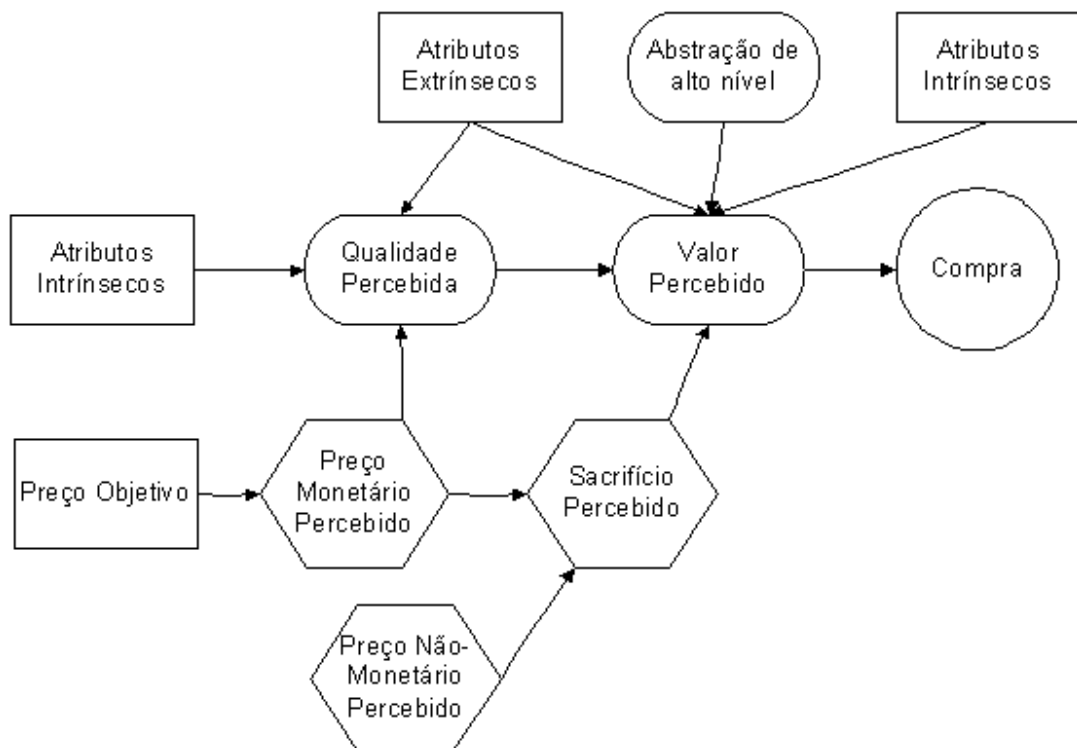 Atributos
Extrínsecos
Abstração de
alto nível
Atributos
Intrínsecos
Atributos
Intrínsecos
Qualidade
Percebida
Valor
Percebido
Compra
Preço Objetivo
Preço
Monetário
Percebido
Sacrifício
Percebido
Preço Não-
Monetário
Percebido